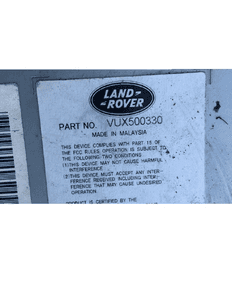 LAND
ROVER
PART NO. VUX500330
MADE IN MALAYSIA
THIS DEVICE COMPLIES WITH PART 15 OF
THE FCC RULES OPERATION IS SUBJECT TO
THE FOLLOWING TWO CONDITIONS
(1) THIS DEVICE MAY NOT CAUSE HARMFUL
INTERFERENCE
(2) THIS DEVICE MUST ACCEPT ANY INTER-
FERENCE RECEIVED INCLUDING INTER-
FERENCE THAT MAY CAUSE UNDESIRED
OPERATION
PRODUCT IS CERTIFIED BY THE